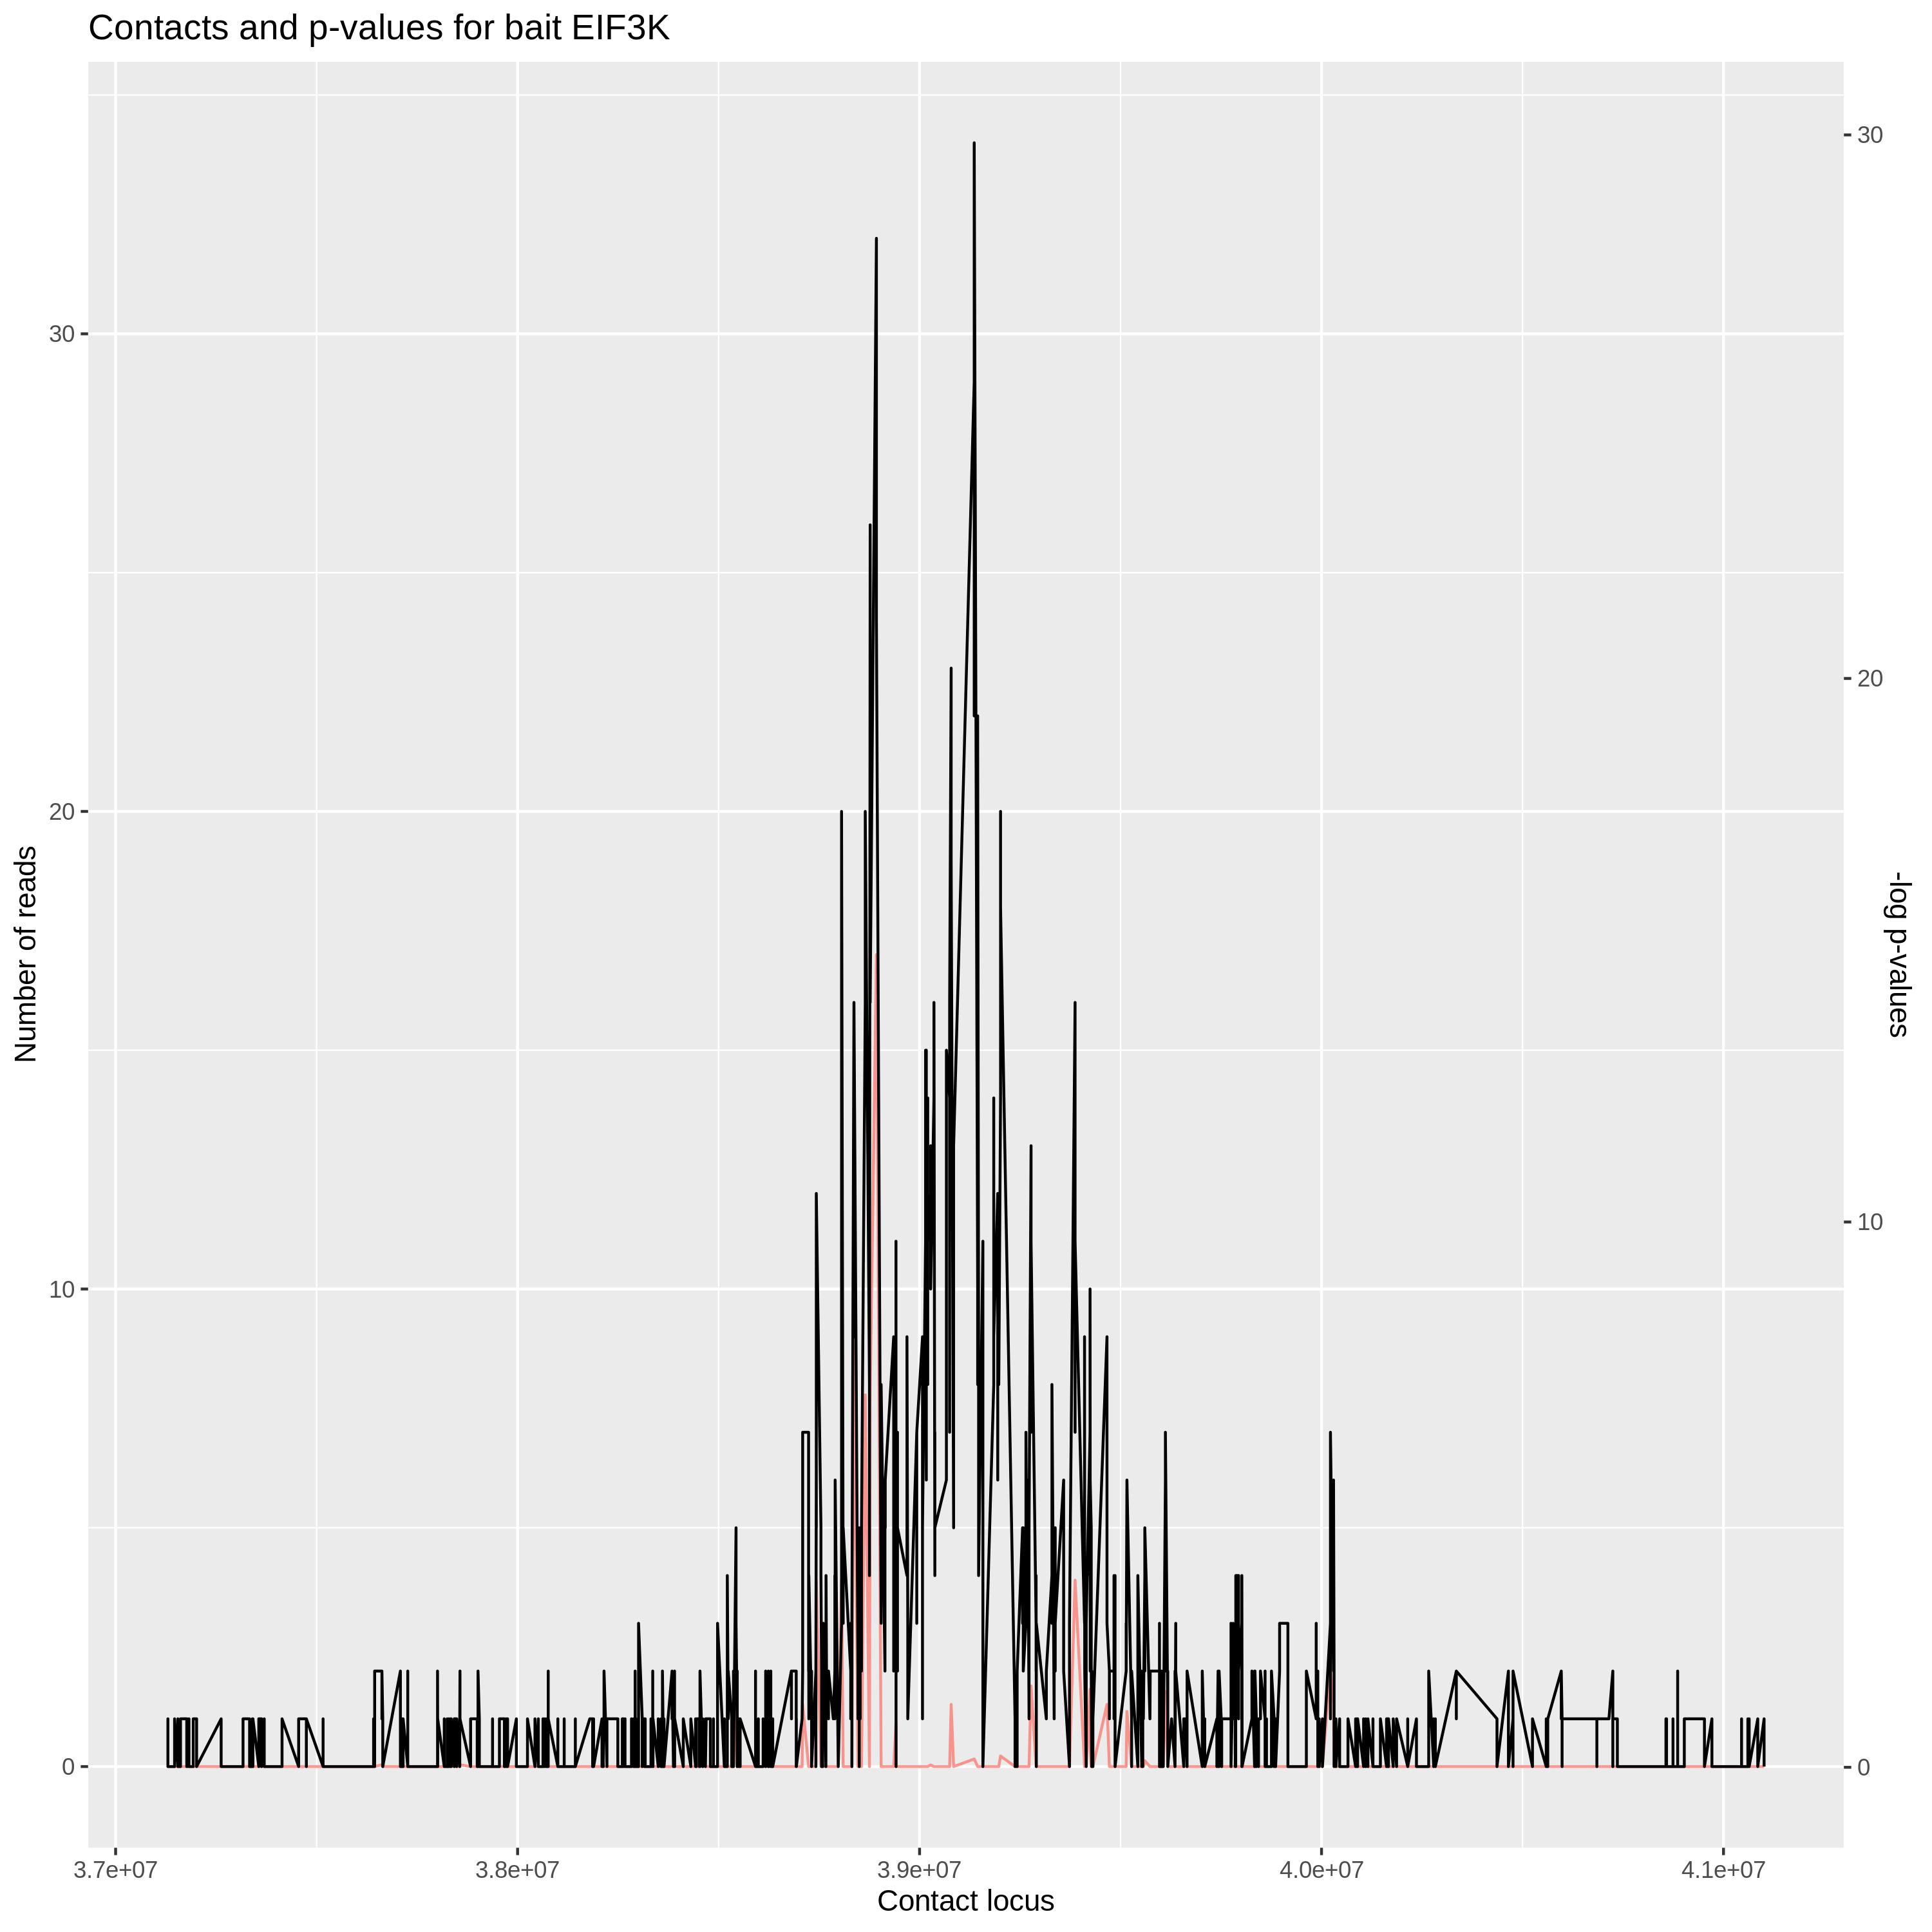 Contacts and p-values for bait EIF3K
30
20
10
0
Number of reads
30
20
10
0
-log p-values
3.7e+07 3.8e+07 3.9e+07 4.0e+07 4.1e+07
Contact locus